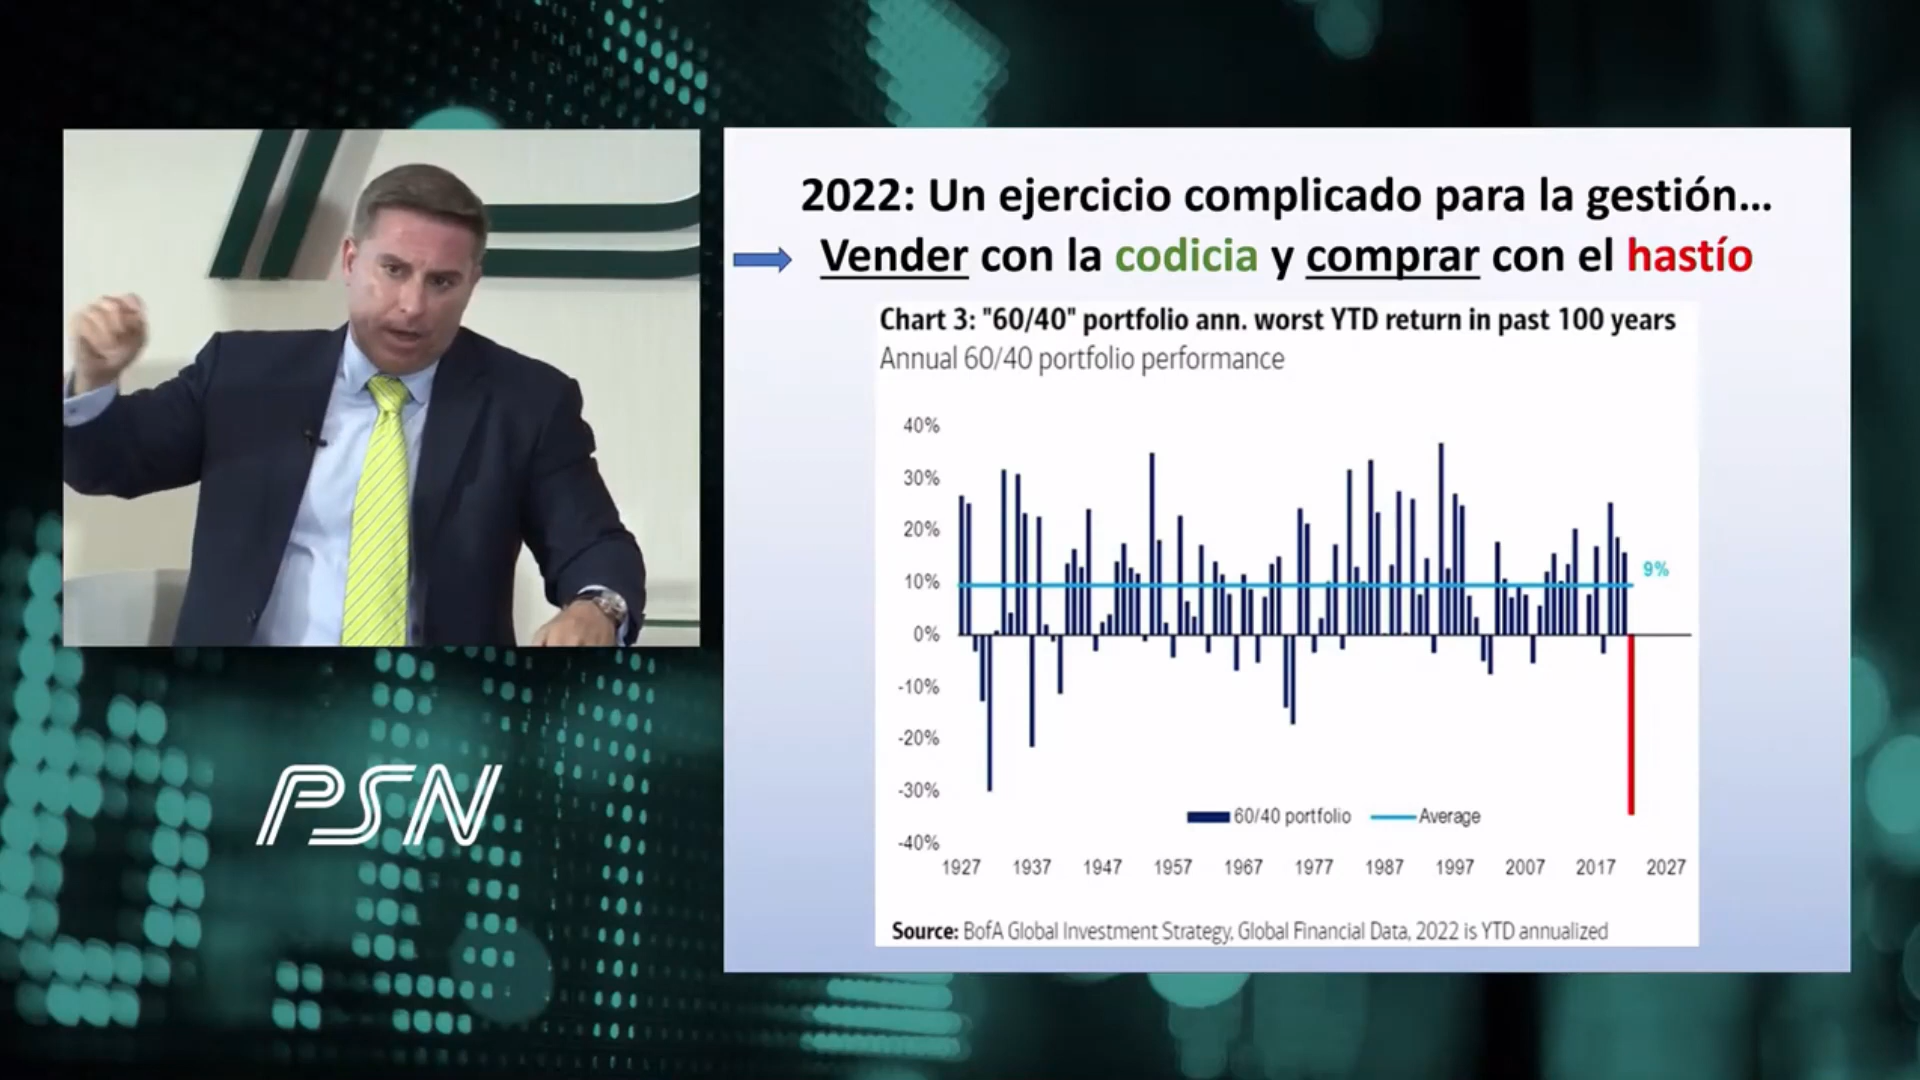 2022: Un ejercicio complicado para la gestión...
Vender con la codicia y comprar con el hastío
Chart 3: "60/40" portfolio ann. worst YTD return in past 100 years
Annual 60/40 portfolio performance
40%
30%
20%
10%
9%
0%
-10%
-20%
-30%
-40%
60/40 portfolio Average
1927 1937 1947 1957 1967 1977 1987 1997 2007 2017 2027
Source: BofA Global Investment Strategy, Global Financial Data, 2022 is YTD annualized
PSN